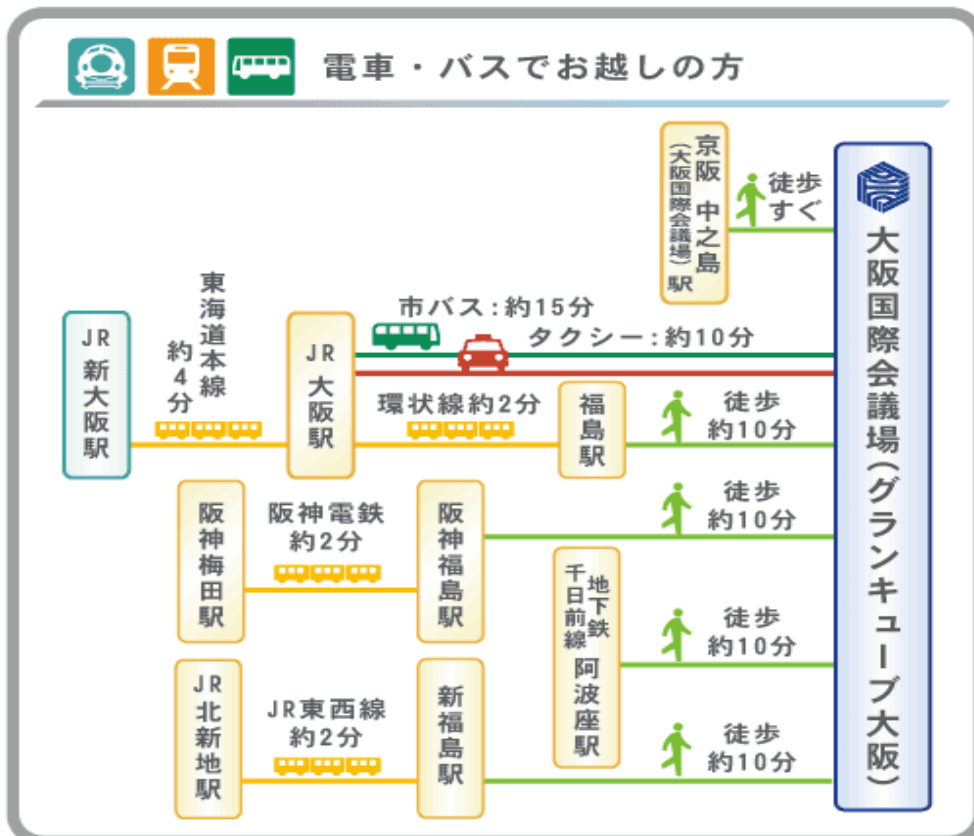 電車・バスでお越しの方
京阪 中之島
(大阪国際会議場)駅
徒歩
すぐ
大阪国際会議場(グランキューブ大阪)
JR 新大阪駅
東海道本線
約4分
JR 大阪駅
市バス:約15分
タクシー:約10分
環状線約2分
福島駅
徒歩
約10分
阪神梅田駅
阪神電鉄
約2分
阪神福島駅
徒歩
約10分
地下鉄
千日前線
阿波座駅
徒歩
約10分
JR 北新地駅
JR東西線
約2分
新福島駅
徒歩
約10分